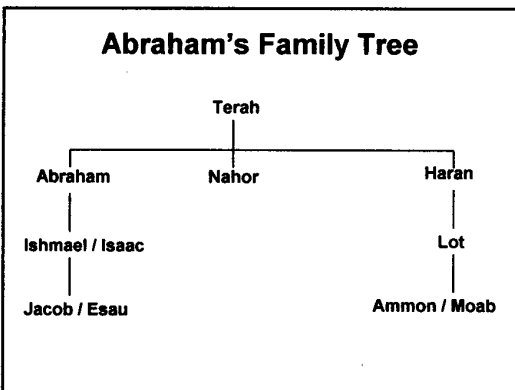 Abraham's Family Tree
Terah
Abraham Nahor Haran
Ishmael / Isaac Lot
Jacob / Esau Ammon / Moab